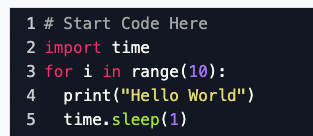 1 # Start Code Here
2 import time
3 for i in range(10):
4   print("Hello World")
5   time.sleep(1)